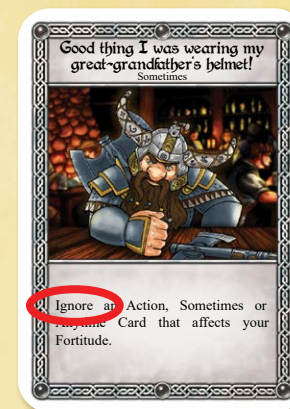 Good thing I was wearing my
great-grandfather's helmet!
Sometimes
Ignore an Action, Sometimes or
Anytime Card that affects your
Fortitude.